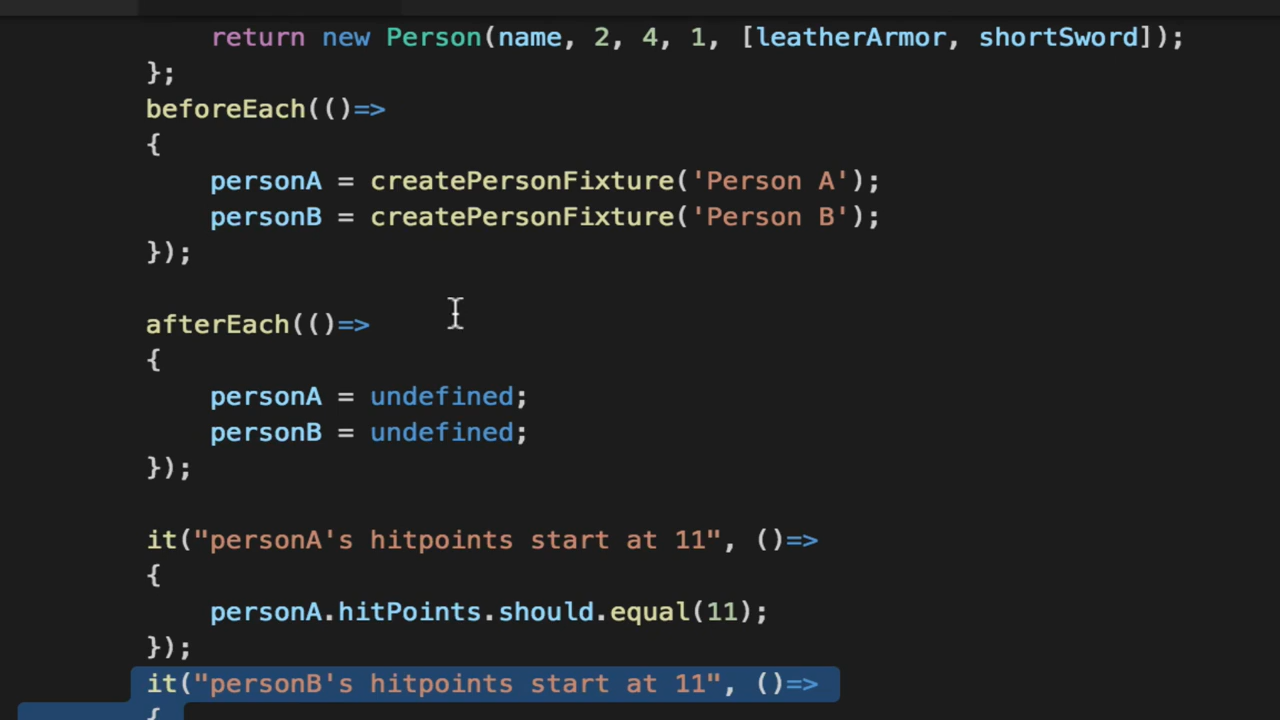 return new Person(name, 2, 4, 1, [leatherArmor, shortSword]);
};
beforeEach(()=>
{
personA = createPersonFixture('Person A');
personB = createPersonFixture('Person B');
});
afterEach(()=>
{
personA = undefined;
personB = undefined;
});
it("personA's hitpoints start at 11", ()=>
{
personA.hitPoints.should.equal(11);
});
it("personB's hitpoints start at 11", ()=>
{